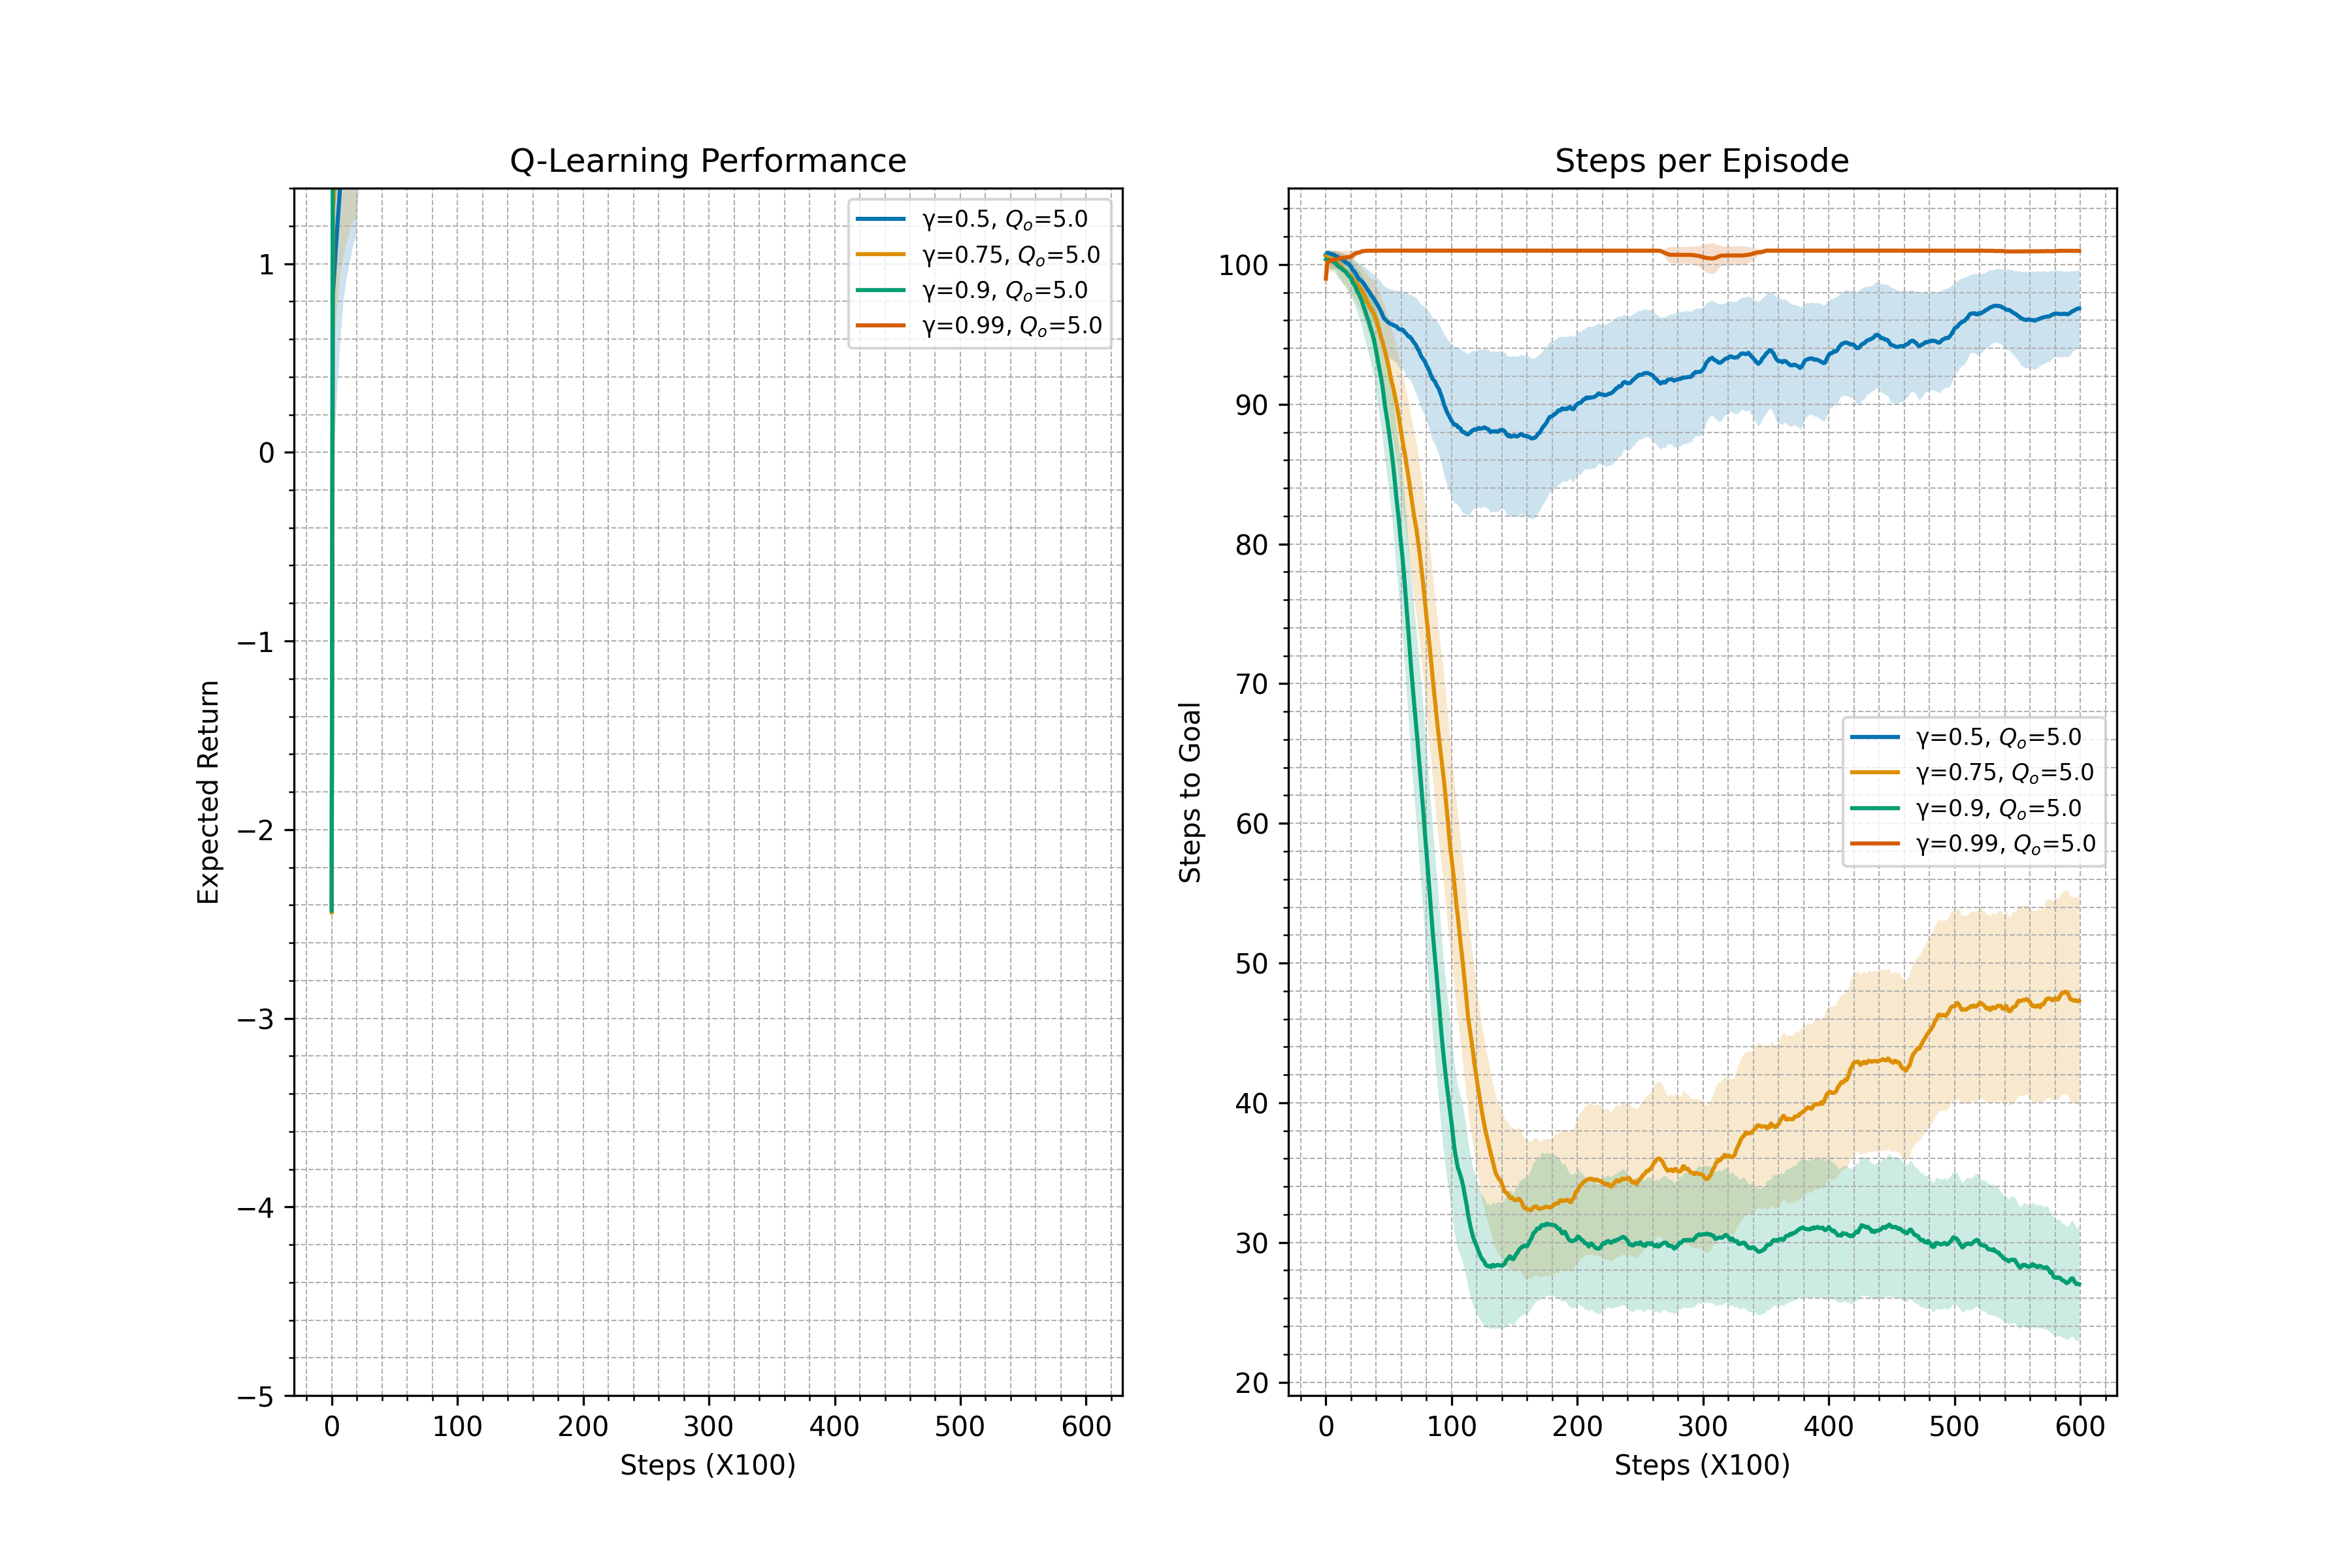 Q-Learning Performance
Expected Return
1
0
−1
−2
−3
−4
−5
0 100 200 300 400 500 600
Steps (X100)
γ=0.5, Qo=5.0
γ=0.75, Qo=5.0
γ=0.9, Qo=5.0
γ=0.99, Qo=5.0
Steps per Episode
Steps to Goal
100
90
80
70
60
50
40
30
20
0 100 200 300 400 500 600
Steps (X100)
γ=0.5, Qo=5.0
γ=0.75, Qo=5.0
γ=0.9, Qo=5.0
γ=0.99, Qo=5.0